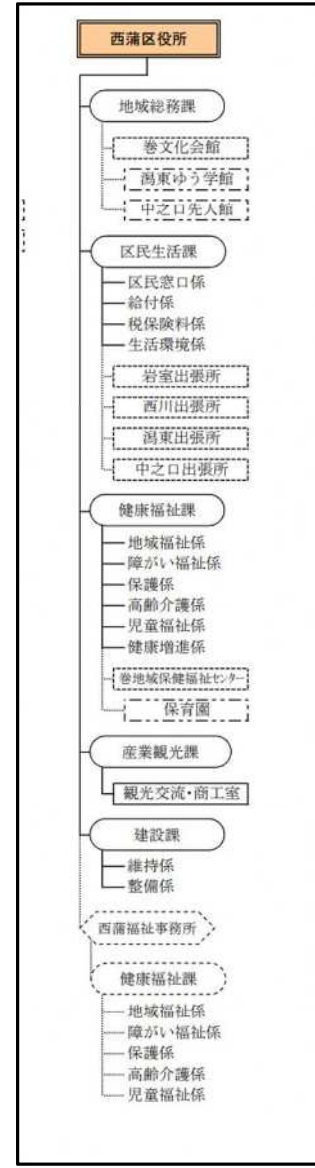 西蒲区役所
地域総務課
巻文化会館
潟東ゆう学館
中之口先人館
区民生活課
区民窓口係
給付係
税保険料係
生活環境係
岩室出張所
西川出張所
潟東出張所
中之口出張所
健康福祉課
地域福祉係
障がい福祉係
保護係
高齢介護係
児童福祉係
健康増進係
巻地域保健福祉センター
保育園
産業観光課
観光交流・商工室
建設課
維持係
整備係
西蒲福祉事務所
健康福祉課
地域福祉係
障がい福祉係
保護係
高齢介護係
児童福祉係